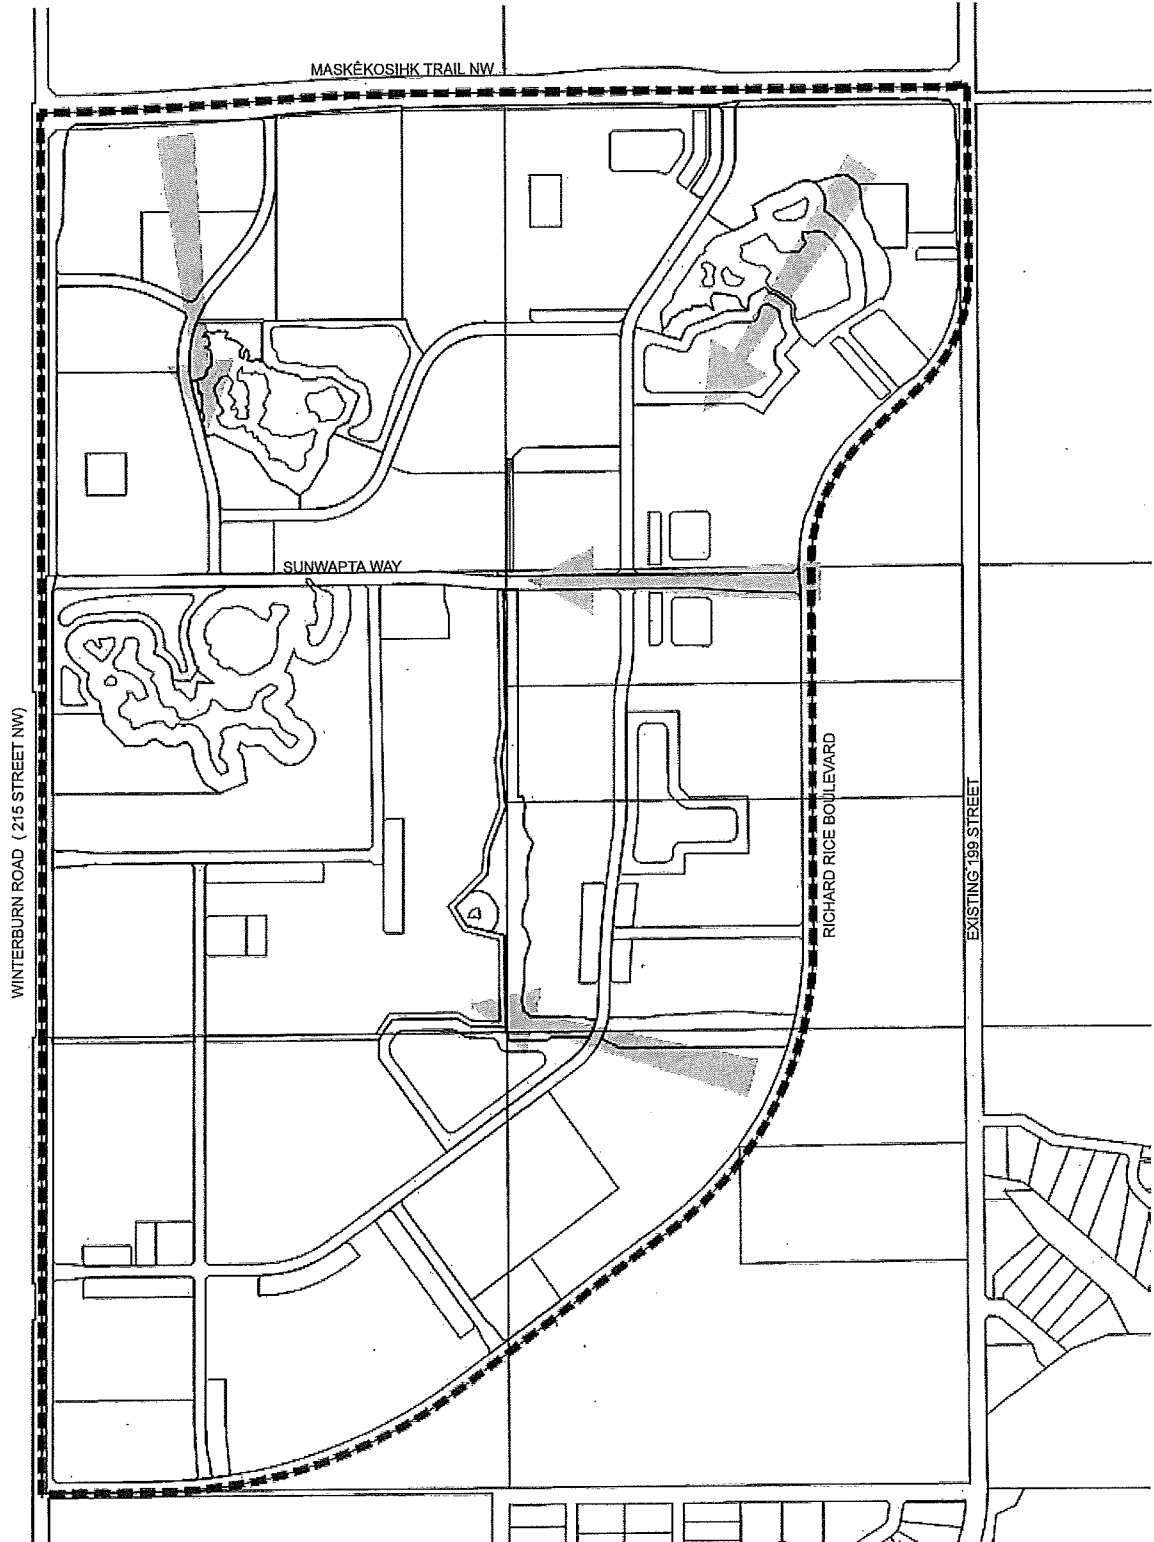 MASKÊKOSIHK TRAIL NW
SUNWAPTA WAY
WINTERBURN ROAD ( 215 STREET NW)
RICHARD RICE BOULEVARD
EXISTING 199 STREET